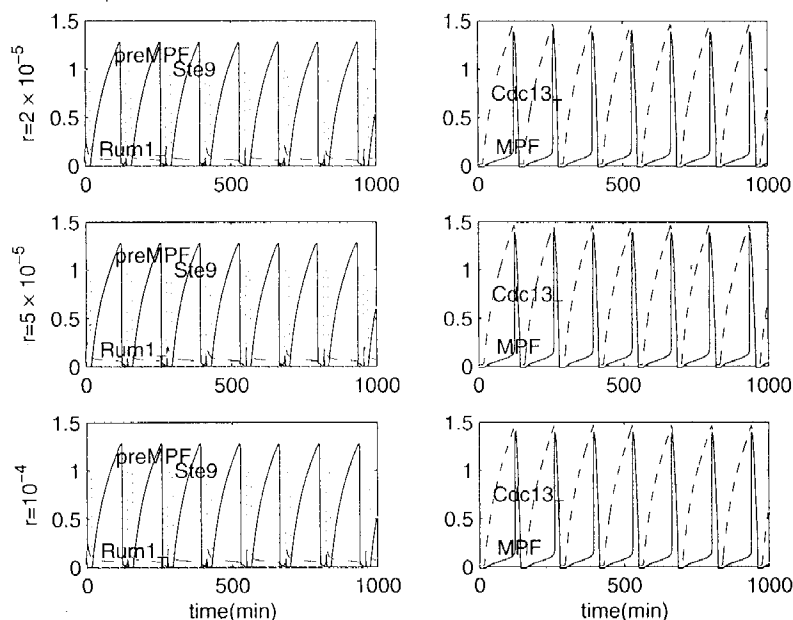 1.5
1
0.5
0
r=2 × 10⁻⁵
preMPF
Ste9
Rum1
0 500 1000
1.5
1
0.5
0
Cdc13
MPF
0 500 1000
1.5
1
0.5
0
r=5 × 10⁻⁵
preMPF
Ste9
Rum1
0 500 1000
1.5
1
0.5
0
Cdc13
MPF
0 500 1000
1.5
1
0.5
0
r=10⁻⁴
preMPF
Ste9
Rum1
0 500 1000
time(min)
1.5
1
0.5
0
Cdc13
MPF
0 500 1000
time(min)